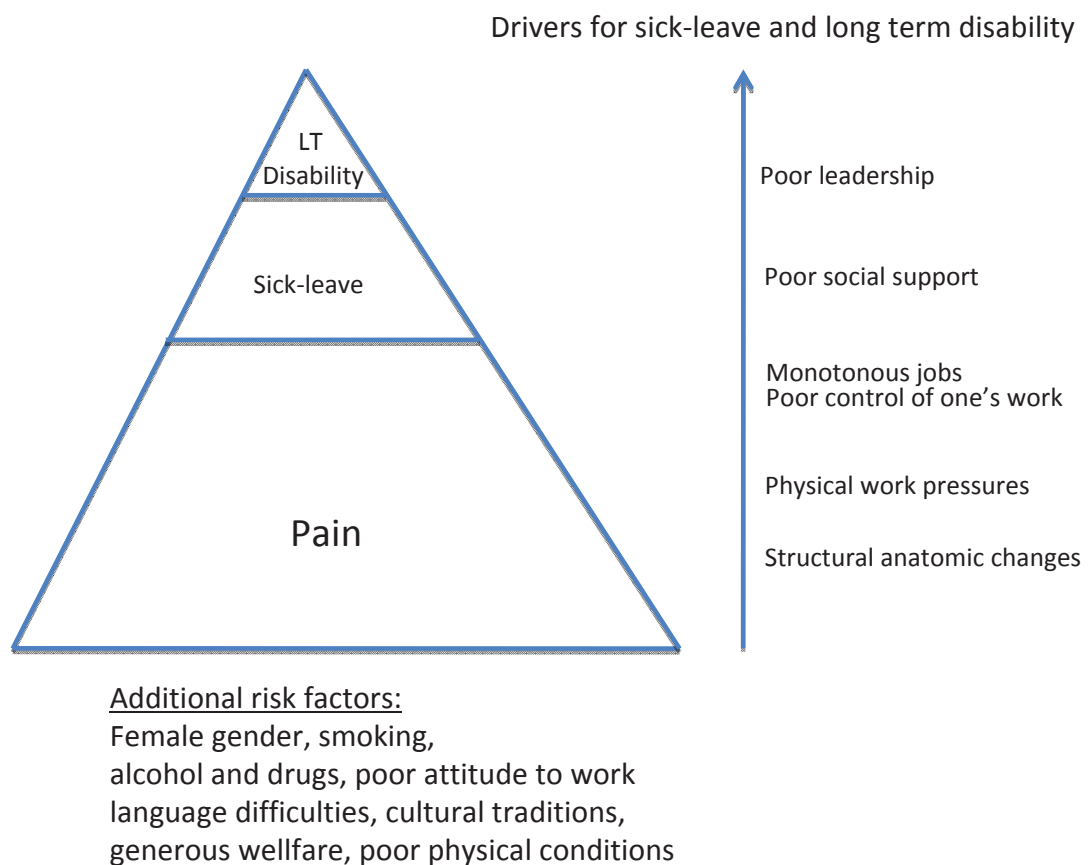 Drivers for sick-leave and long term disability
LT
Disability
Sick-leave
Pain
Poor leadership
Poor social support
Monotonous jobs
Poor control of one’s work
Physical work pressures
Structural anatomic changes
Additional risk factors:
Female gender, smoking,
alcohol and drugs, poor attitude to work
language difficulties, cultural traditions,
generous wellfare, poor physical conditions